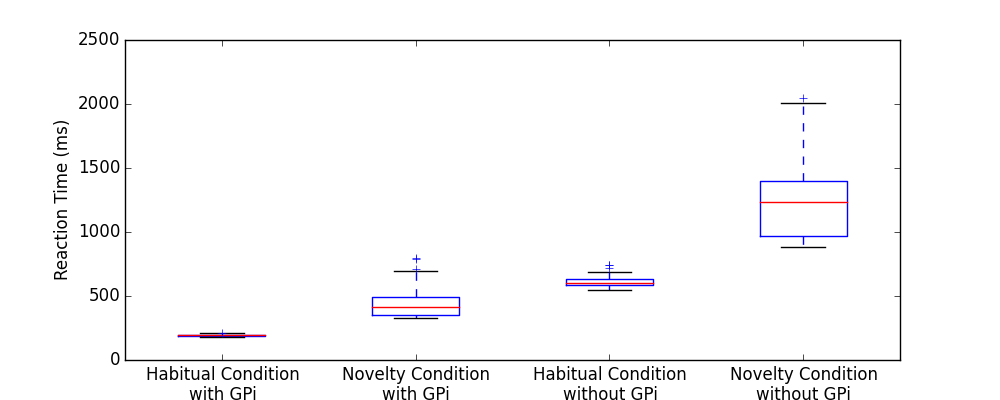 2500
2000
1500
1000
500
0
Reaction Time (ms)
Habitual Condition
with GPi
Novelty Condition
with GPi
Habitual Condition
without GPi
Novelty Condition
without GPi